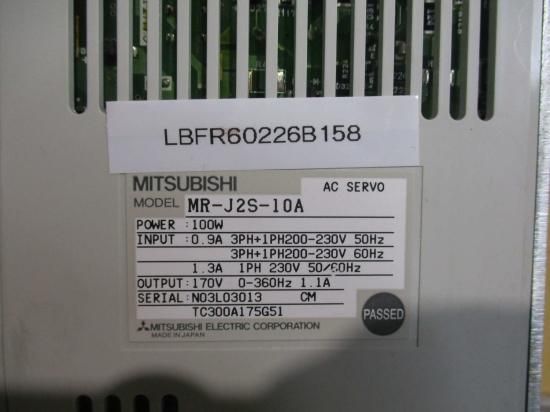 LBFR60226B158
MITSUBISHI AC SERVO
MODEL MR-J2S-10A
POWER :100W
INPUT :0.9A 3PH+1PH200-230V 50Hz
3PH+1PH200-230V 60Hz
1.3A 1PH 230V 50/60Hz
OUTPUT:170V 0-360Hz 1.1A
SERIAL:N03L03013 CM
TC300A175G51
PASSED
MITSUBISHI ELECTRIC CORPORATION
MADE IN JAPAN